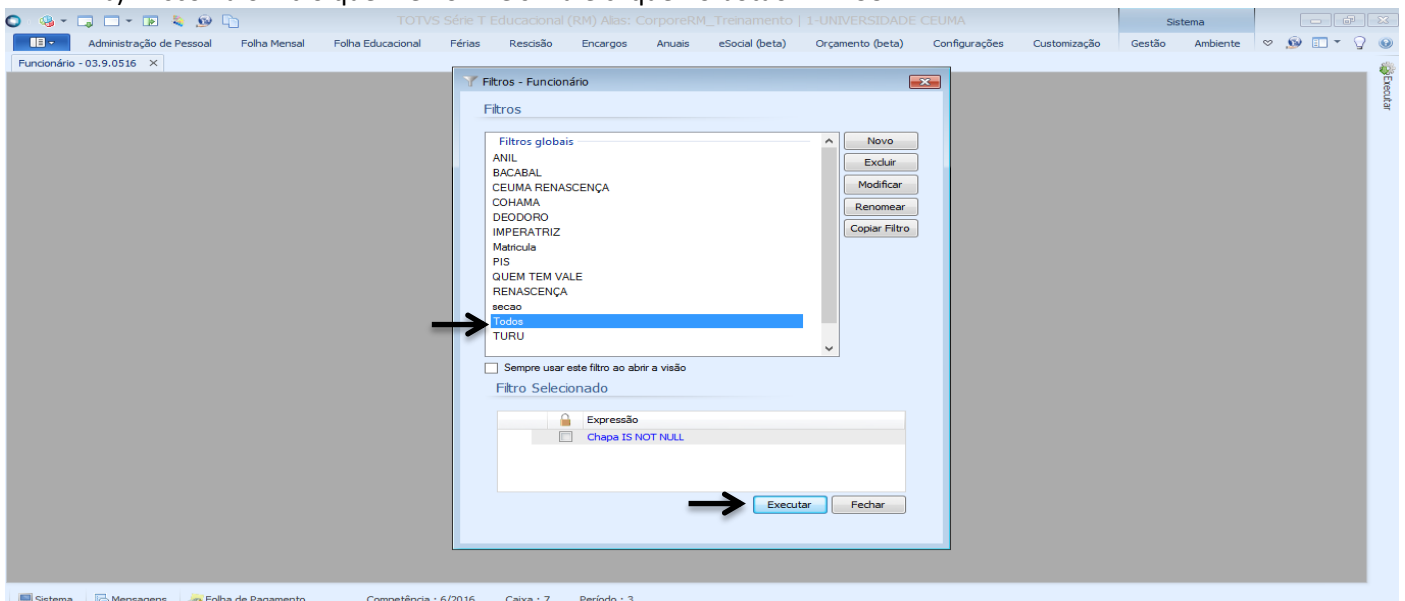 TOTVS Série T Educacional (RM) Alias: CorporeRM_Treinamento | 1-UNIVERSIDADE CEUMA
Sistema
Administração de Pessoal Folha Mensal Folha Educacional Férias Rescisão Encargos Anuais eSocial (beta) Orçamento (beta) Configurações Customização Gestão Ambiente
Funcionário - 03.9.0516
Executar
Filtros - Funcionário
Filtros
Filtros globais
ANIL
BACABAL
CEUMA RENASCENÇA
COHAMA
DEODORO
IMPERATRIZ
Matricula
PIS
QUEM TEM VALE
RENASCENÇA
secao
Todos
TURU
Novo
Excluir
Modificar
Renomear
Copiar Filtro
Sempre usar este filtro ao abrir a visão
Filtro Selecionado
Expressão
Chapa IS NOT NULL
Executar Fechar
Sistema Mensagens Folha de Pagamento Competência : 6/2016 Caixa : 7 Período : 3